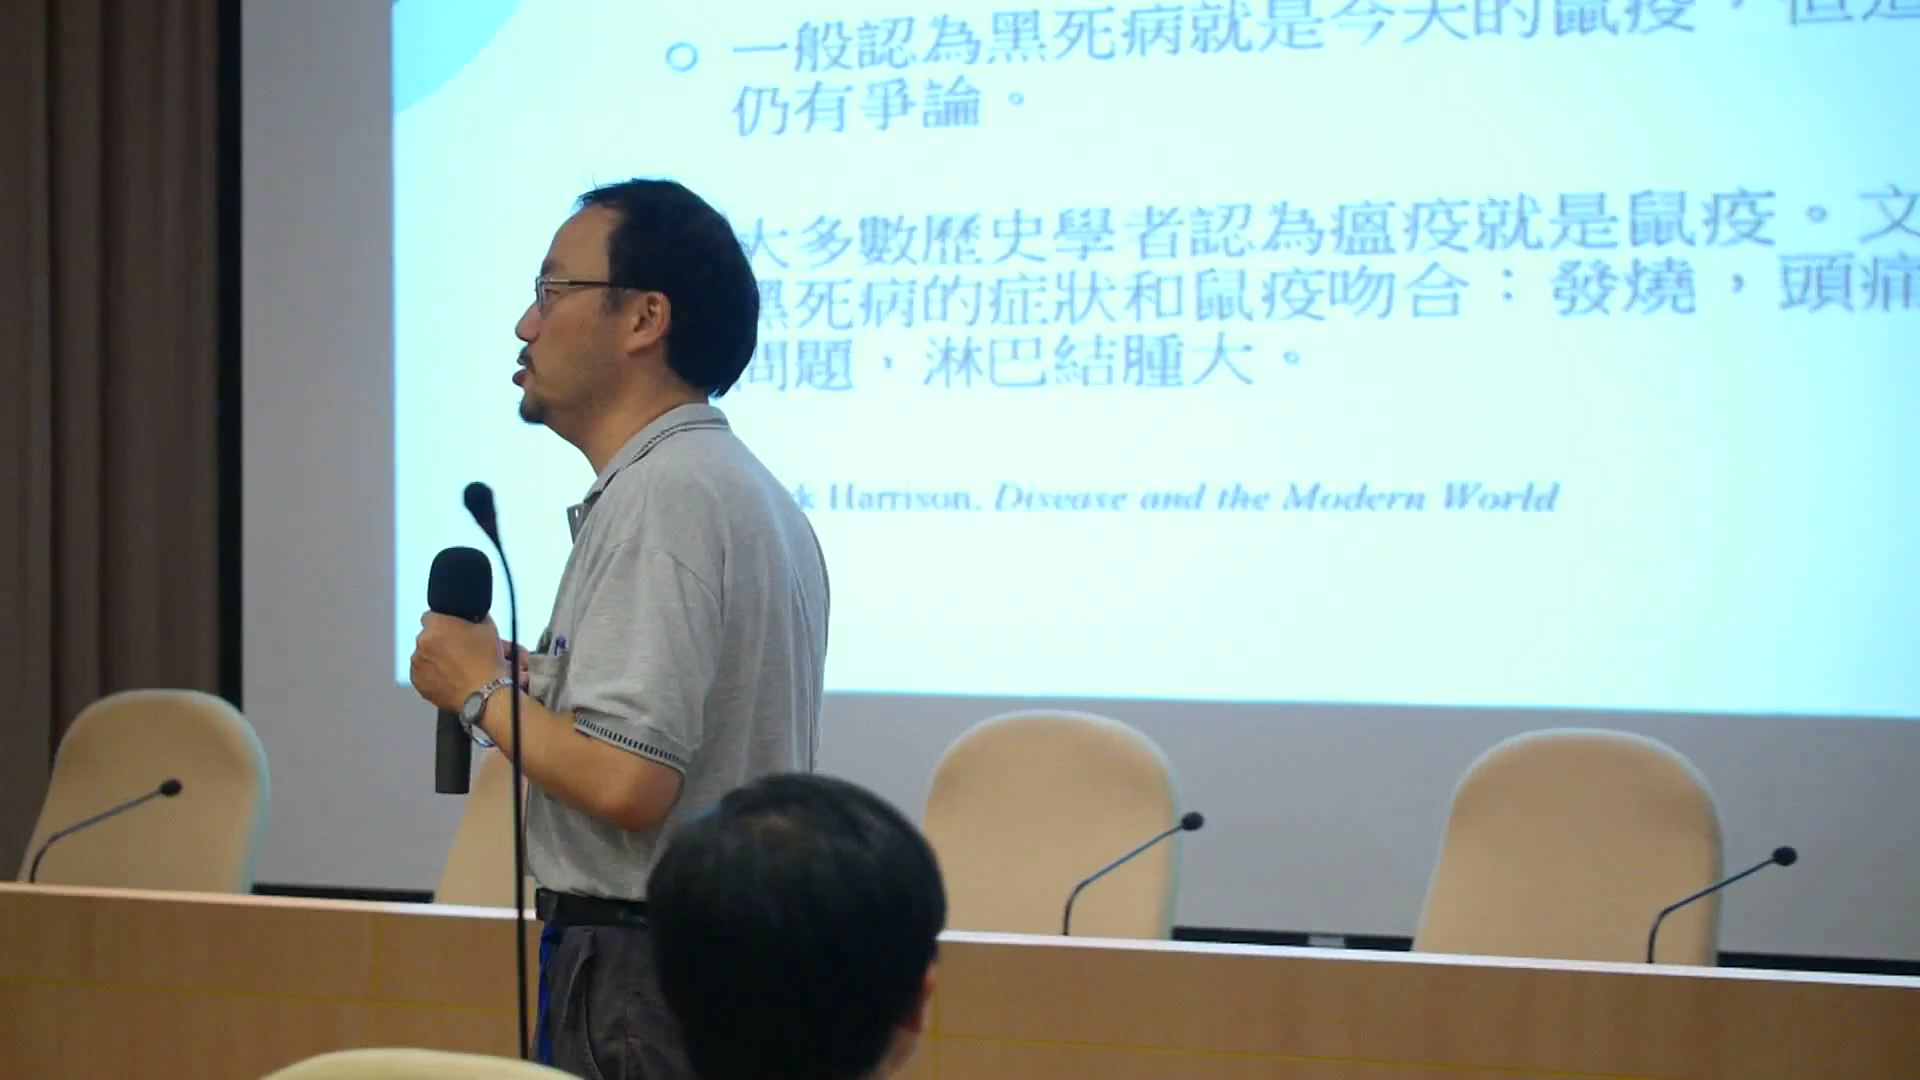 一般認為黑死病就是今天的鼠疫，但這
仍有爭論。
大多數歷史學者認為瘟疫就是鼠疫。文
黑死病的症狀和鼠疫吻合：發燒，頭痛
問題，淋巴結腫大。
Harrison, Disease and the Modern World